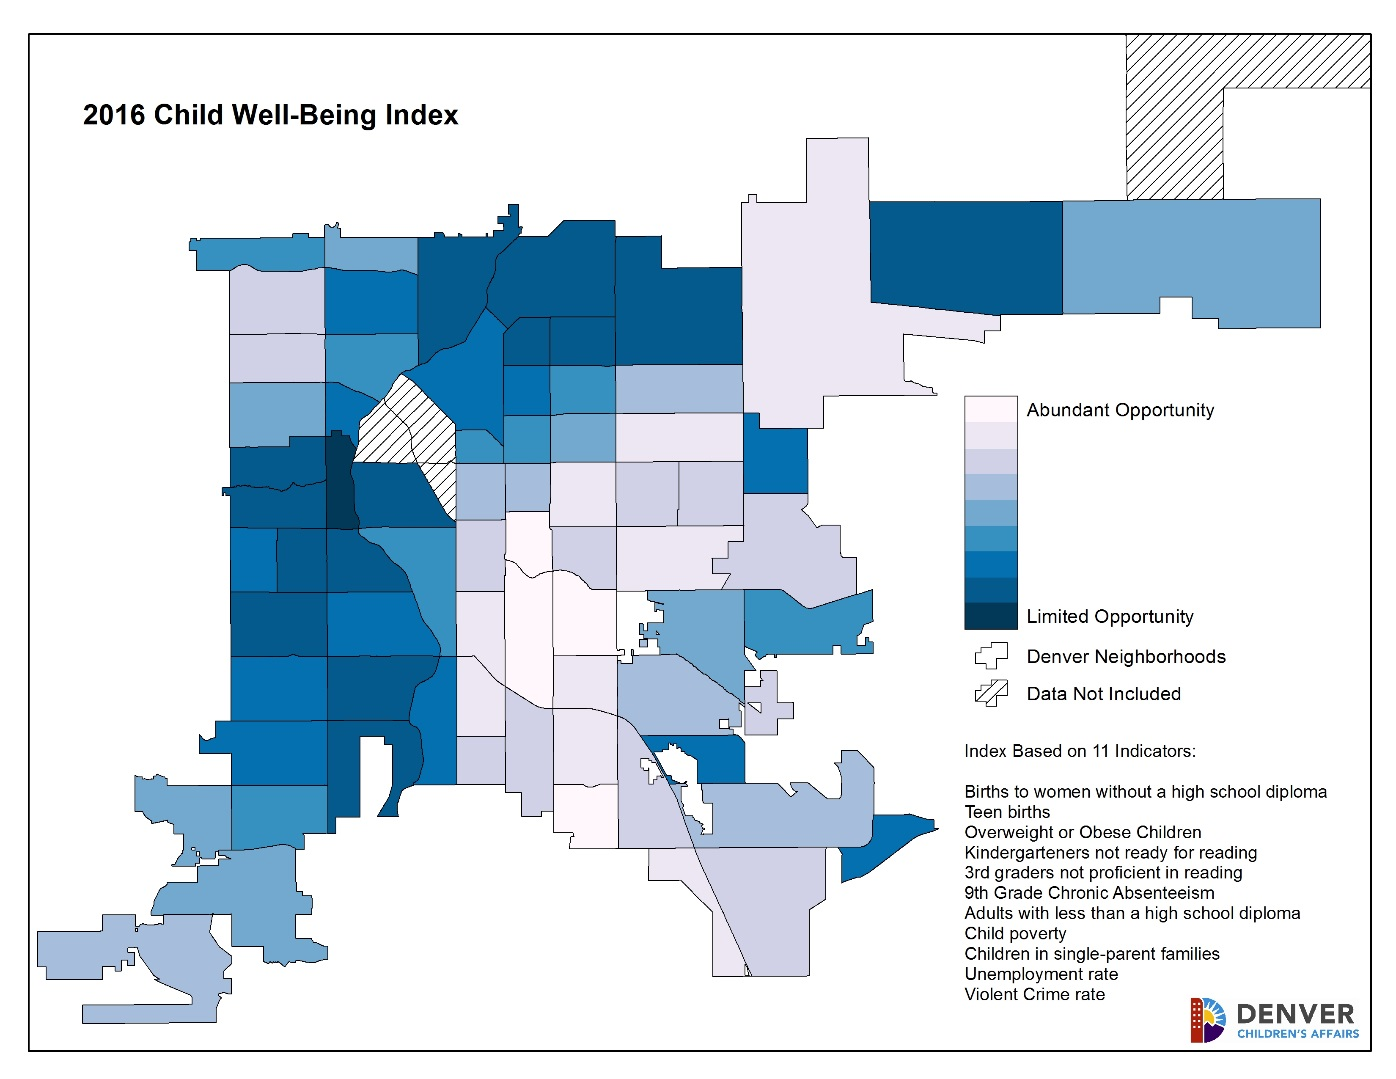 2016 Child Well-Being Index
Abundant Opportunity
Limited Opportunity
Denver Neighborhoods
Data Not Included
Index Based on 11 Indicators:
Births to women without a high school diploma
Teen births
Overweight or Obese Children
Kindergarteners not ready for reading
3rd graders not proficient in reading
9th Grade Chronic Absenteeism
Adults with less than a high school diploma
Child poverty
Children in single-parent families
Unemployment rate
Violent Crime rate
DENVER
CHILDREN'S AFFAIRS